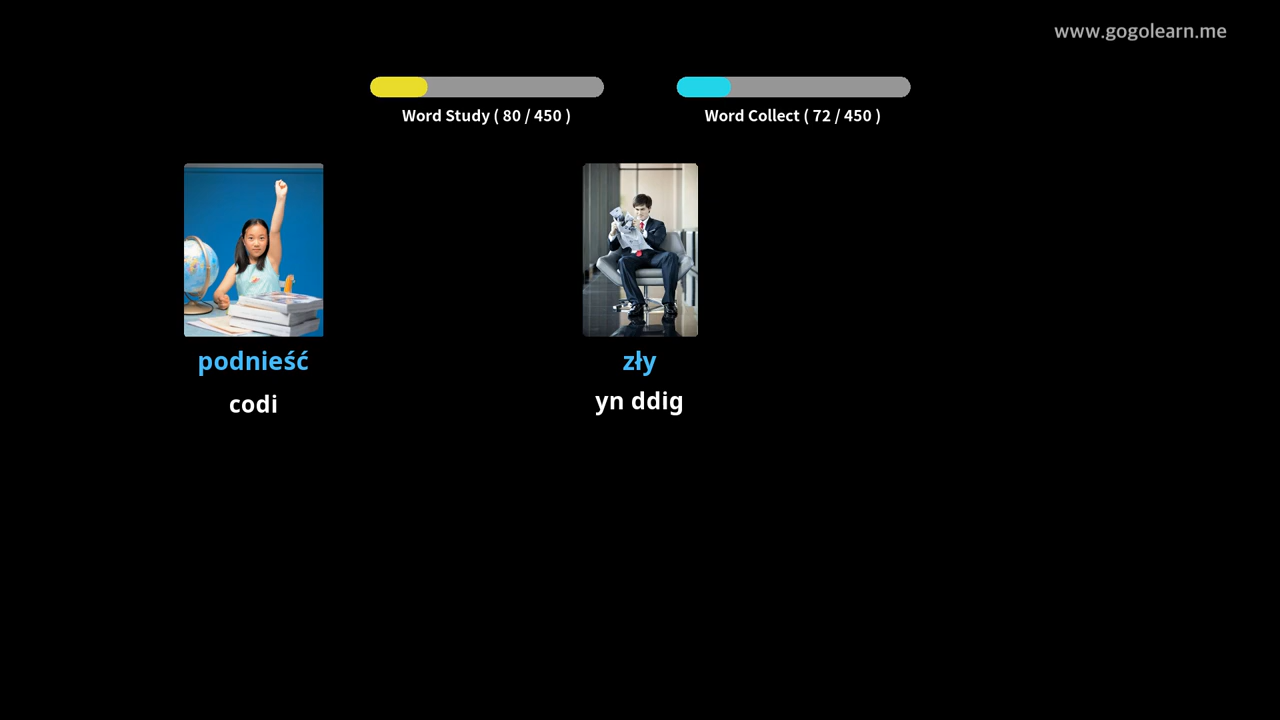 www.gogolearn.me
Word Study ( 80 / 450 )
Word Collect ( 72 / 450 )
podnieść
codi
zły
yn ddig